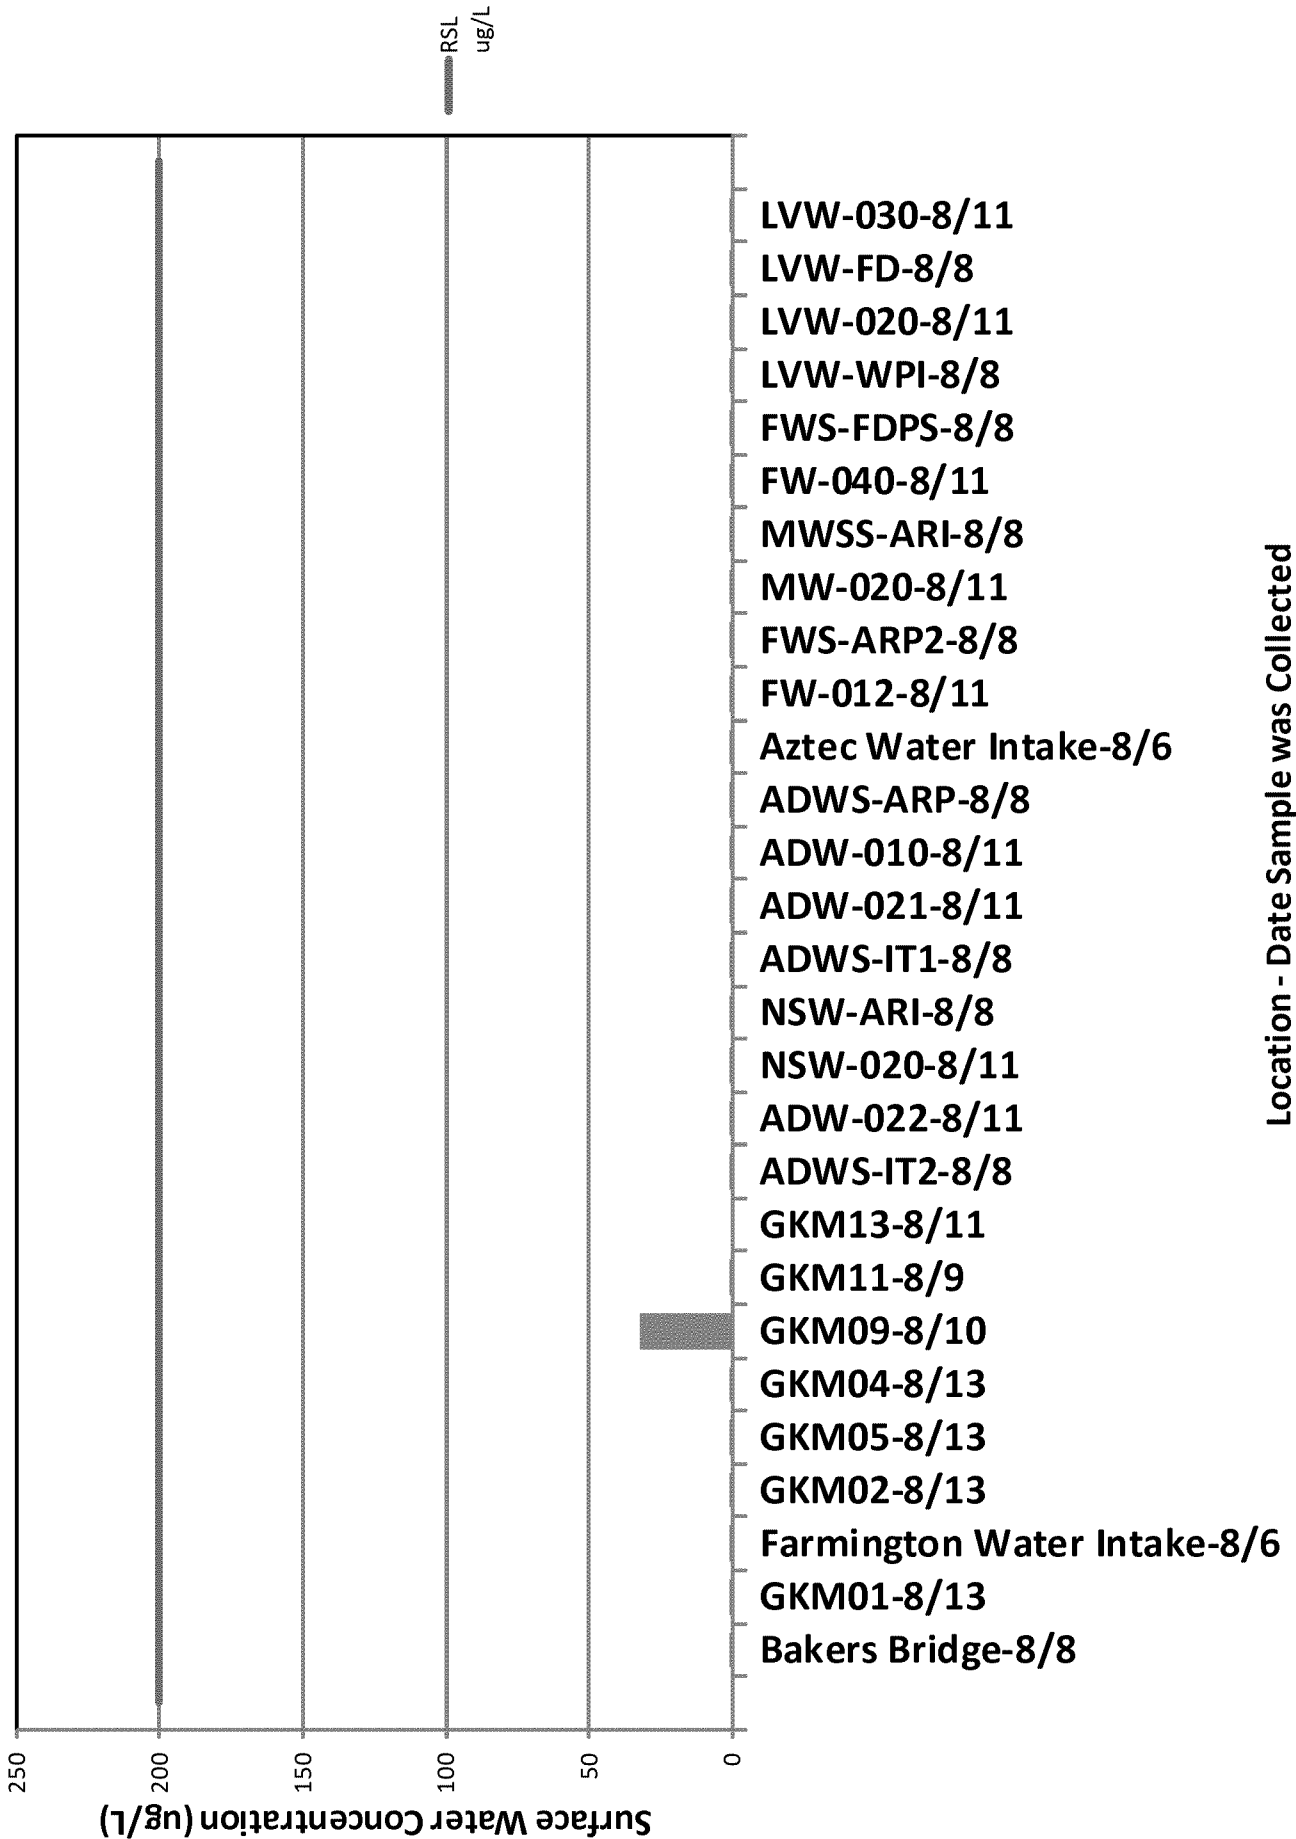 Surface Water Concentration (ug/L)
250
200
150
100
50
0
RSL
ug/L
LVW-030-8/11
LVW-FD-8/8
LVW-020-8/11
LVW-WPI-8/8
FWS-FDPS-8/8
FW-040-8/11
MWSS-ARI-8/8
MW-020-8/11
FWS-ARP2-8/8
FW-012-8/11
Aztec Water Intake-8/6
ADWS-ARP-8/8
ADW-010-8/11
ADW-021-8/11
ADWS-IT1-8/8
NSW-ARI-8/8
NSW-020-8/11
ADW-022-8/11
ADWS-IT2-8/8
GKM13-8/11
GKM11-8/9
GKM09-8/10
GKM04-8/13
GKM05-8/13
GKM02-8/13
Farmington Water Intake-8/6
GKM01-8/13
Bakers Bridge-8/8
Location - Date Sample was Collected